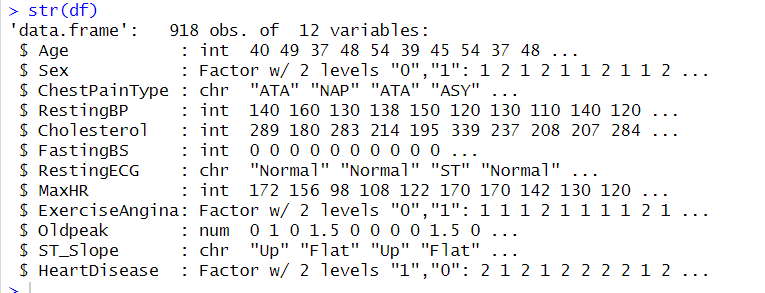 > str(df)
'data.frame':   918 obs. of  12 variables:
 $ Age           : int  40 49 37 48 54 39 45 54 37 48 ...
 $ Sex           : Factor w/ 2 levels "0","1": 1 2 1 2 1 1 2 1 1 2 ...
 $ ChestPainType : chr  "ATA" "NAP" "ATA" "ASY" ...
 $ RestingBP     : int  140 160 130 138 150 120 130 110 140 120 ...
 $ Cholesterol   : int  289 180 283 214 195 339 237 208 207 284 ...
 $ FastingBS     : int  0 0 0 0 0 0 0 0 0 0 ...
 $ RestingECG    : chr  "Normal" "Normal" "ST" "Normal" ...
 $ MaxHR         : int  172 156 98 108 122 170 170 142 130 120 ...
 $ ExerciseAngina: Factor w/ 2 levels "0","1": 1 1 1 2 1 1 1 1 2 1 ...
 $ Oldpeak       : num  0 1 0 1.5 0 0 0 0 1.5 0 ...
 $ ST_Slope      : chr  "Up" "Flat" "Up" "Flat" ...
 $ HeartDisease  : Factor w/ 2 levels "1","0": 2 1 2 1 2 2 2 2 1 2 ...
>